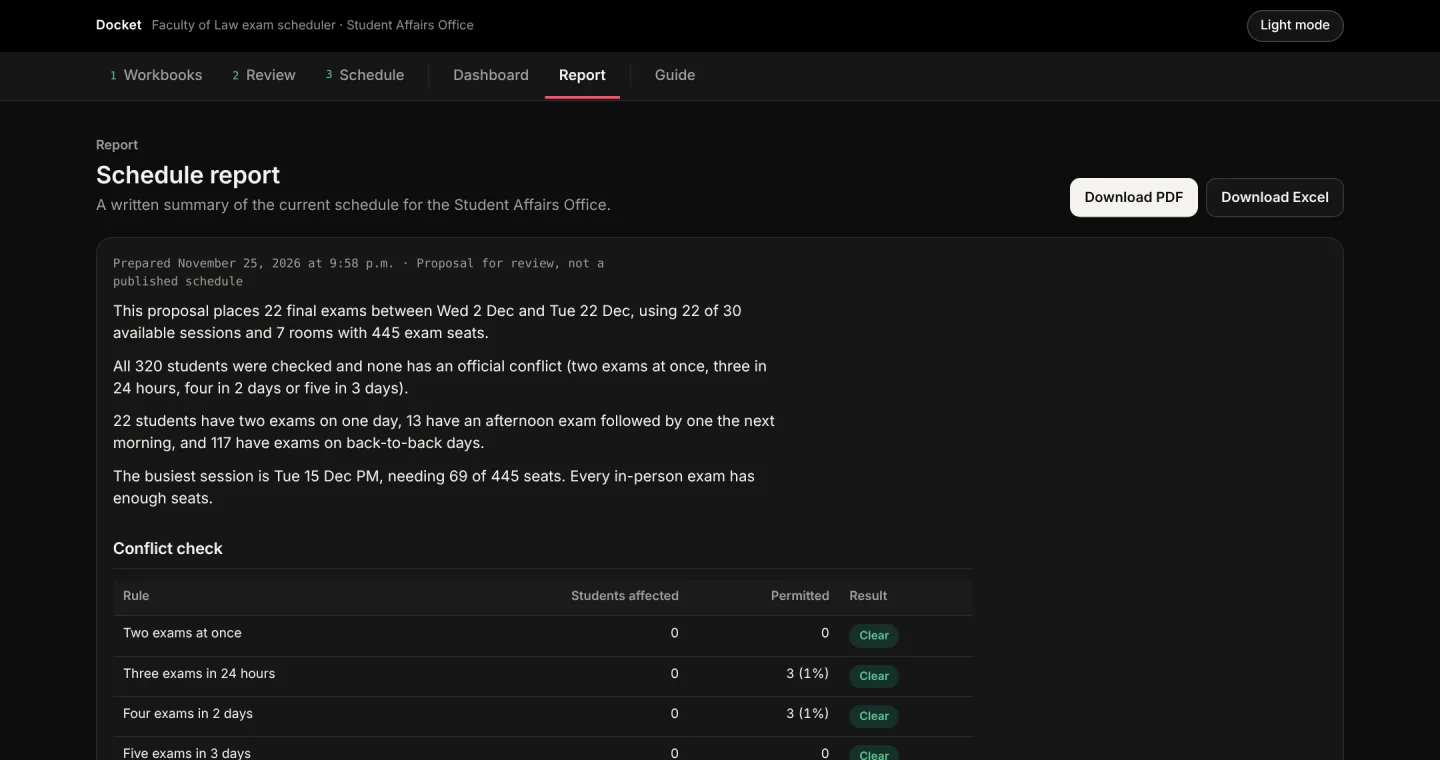 Docket Faculty of Law exam scheduler · Student Affairs Office Light mode
1 Workbooks 2 Review 3 Schedule Dashboard Report Guide
Report
Schedule report
A written summary of the current schedule for the Student Affairs Office.
Download PDF Download Excel
Prepared November 25, 2026 at 9:58 p.m. · Proposal for review, not a
published schedule
This proposal places 22 final exams between Wed 2 Dec and Tue 22 Dec, using 22 of 30
available sessions and 7 rooms with 445 exam seats.
All 320 students were checked and none has an official conflict (two exams at once, three in
24 hours, four in 2 days or five in 3 days).
22 students have two exams on one day, 13 have an afternoon exam followed by one the next
morning, and 117 have exams on back-to-back days.
The busiest session is Tue 15 Dec PM, needing 69 of 445 seats. Every in-person exam has
enough seats.
Conflict check
Rule Students affected Permitted Result
Two exams at once 0 0 Clear
Three exams in 24 hours 0 3 (1%) Clear
Four exams in 2 days 0 3 (1%) Clear
Five exams in 3 days 0 0 Clear